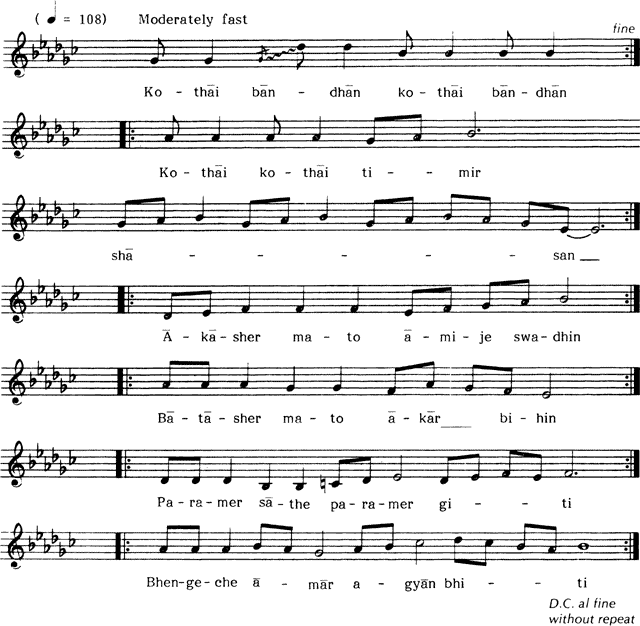 ( ♩ = 108) Moderately fast
fine
Ko - thāi bān - dhān ko - thāi bān - dhān
Ko - thāi ko - thāi ti - - mir
shā - - - - - - - san __
Ā - kā - sher ma - to ā - mi - je swa - dhin
Bā - tā - sher ma - to ā - kār ___ bi - hin
Pa - ra - mer sā - the pa - ra - mer gi - - ti
Bhen - ge - che ā - mār a - gyān bhi - - ti
D.C. al fine
without repeat